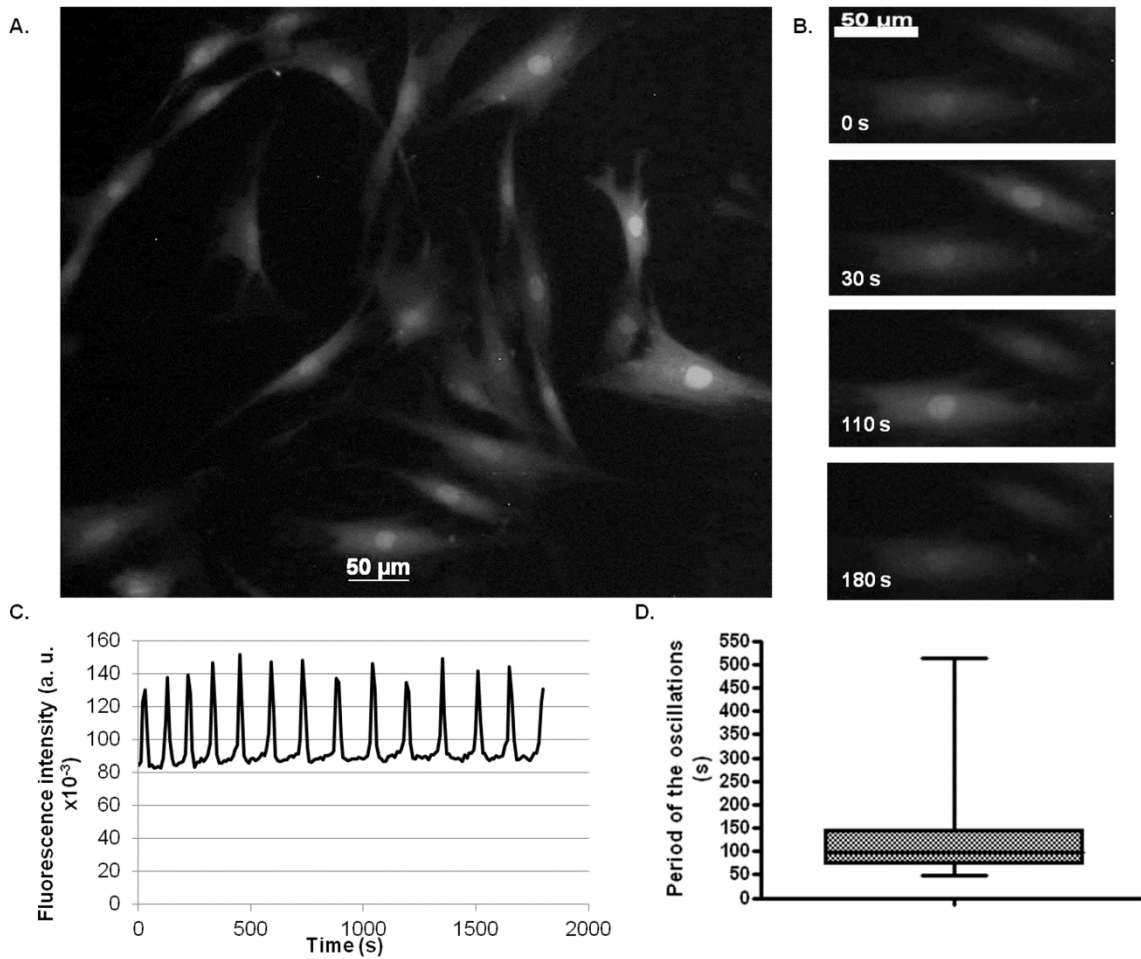 A.
50 µm
B.
50 µm
0 s
30 s
110 s
180 s
C.
Fluorescence intensity (a. u.
x10⁻³)
160
140
120
100
80
60
40
20
0
0 500 1000 1500 2000
Time (s)
D.
Period of the oscillations
(s)
550
500
450
400
350
300
250
200
150
100
50
0